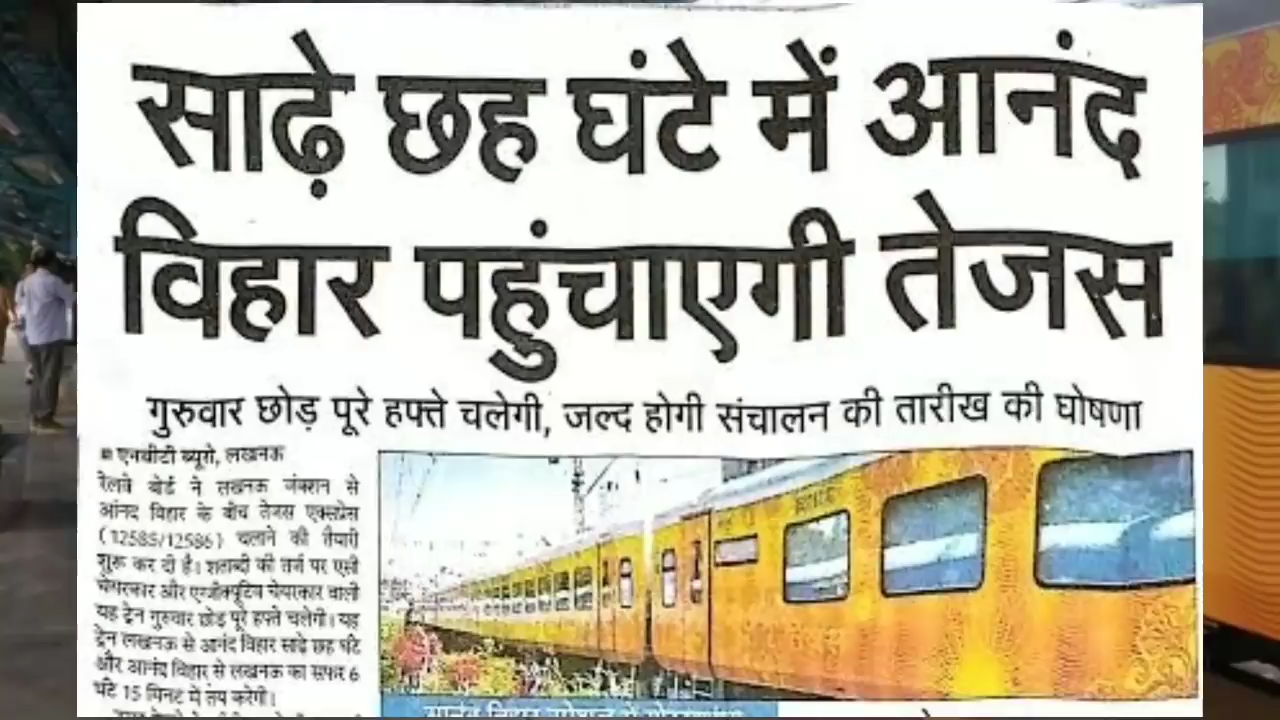 साढ़े छह घंटे में आनंद
विहार पहुंचाएगी तेजस
गुरुवार छोड़ पूरे हफ्ते चलेगी, जल्द होगी संचालन की तारीख की घोषणा
■ एनबीटी ब्यूरो, लखनऊ
रेलवे बोर्ड ने लखनऊ जंक्शन से
आंनद विहार के बीच तेजस एक्सप्रेस
(12585/12586) चलाने की तैयारी
शुरू कर दी है। शताब्दी की तर्ज पर एसी
चेयरकार और एग्जीक्यूटिव चेयरकार वाली
यह ट्रेन गुरुवार छोड़ पूरे हफ्ते चलेगी। यह
ट्रेन लखनऊ से आनंद विहार साढ़े छह घंटे
और आनंद विहार से लखनऊ का सफर 6
घंटे 15 मिनट में तय करेगी।